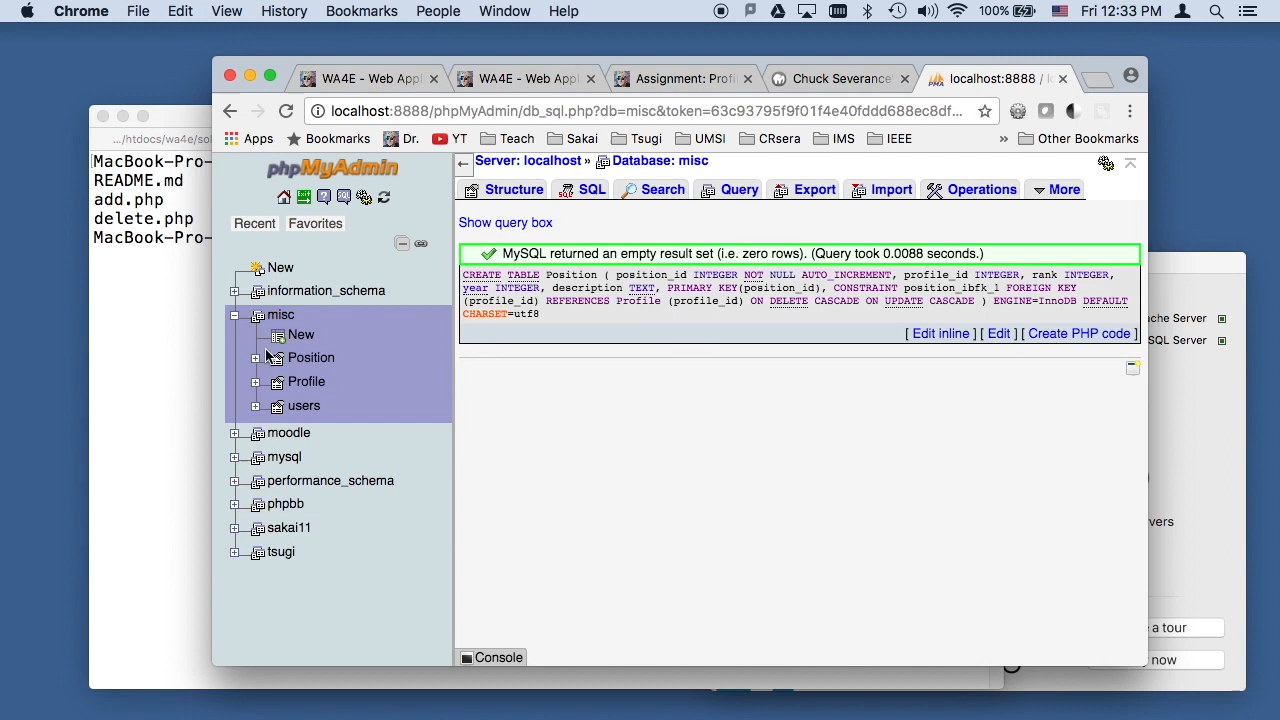 Chrome File Edit View History Bookmarks People Window Help 100% Fri 12:33 PM
WA4E - Web Appl
WA4E - Web Appl
Assignment: Profi
Chuck Severance'
localhost:8888 / lo
localhost:8888/phpMyAdmin/db_sql.php?db=misc&token=63c93795f9f01f4e40fddd688ec8df...
Apps Bookmarks Dr. YT Teach Sakai Tsugi UMSI CRsera IMS IEEE » Other Bookmarks
.../htdocs/wa4e/sol
MacBook-Pro-
README.md
add.php
delete.php
MacBook-Pro-
phpMyAdmin
Recent Favorites
New
information_schema
misc
New
Position
Profile
users
moodle
mysql
performance_schema
phpbb
sakai11
tsugi
Server: localhost » Database: misc
Structure SQL Search Query Export Import Operations More
Show query box
MySQL returned an empty result set (i.e. zero rows). (Query took 0.0088 seconds.)
CREATE TABLE Position ( position_id INTEGER NOT NULL AUTO_INCREMENT, profile_id INTEGER, rank INTEGER,
year INTEGER, description TEXT, PRIMARY KEY(position_id), CONSTRAINT position_ibfk_1 FOREIGN KEY
(profile_id) REFERENCES Profile (profile_id) ON DELETE CASCADE ON UPDATE CASCADE ) ENGINE=InnoDB DEFAULT
CHARSET=utf8
[ Edit inline ] [ Edit ] [ Create PHP code ]
Console
che Server
SQL Server
vers
a tour
now